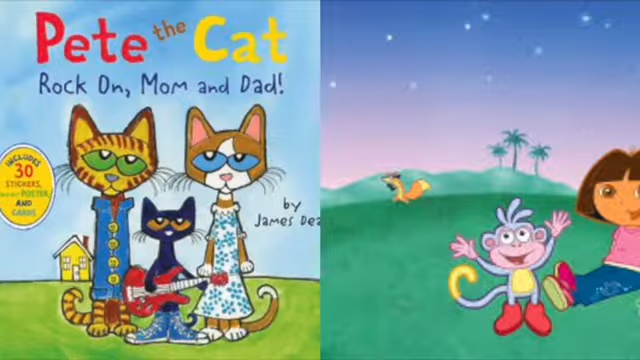 Pete the Cat
Rock On, Mom and Dad!
INCLUDES
30
STICKERS,
POSTER
AND
CARDS
by
James